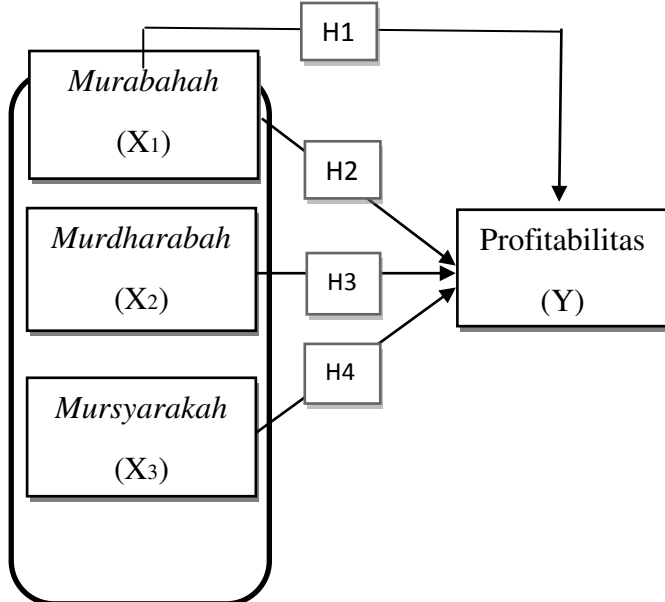 H1
Murabahah
(X1)
H2
Murdharabah
(X2)
H3
Profitabilitas
(Y)
H4
Mursyarakah
(X3)